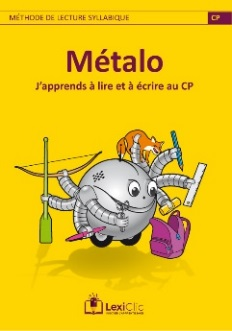 MÉTHODE DE LECTURE SYLLABIQUE
CP
Métalo
J'apprends à lire et à écrire au CP
LexiClic